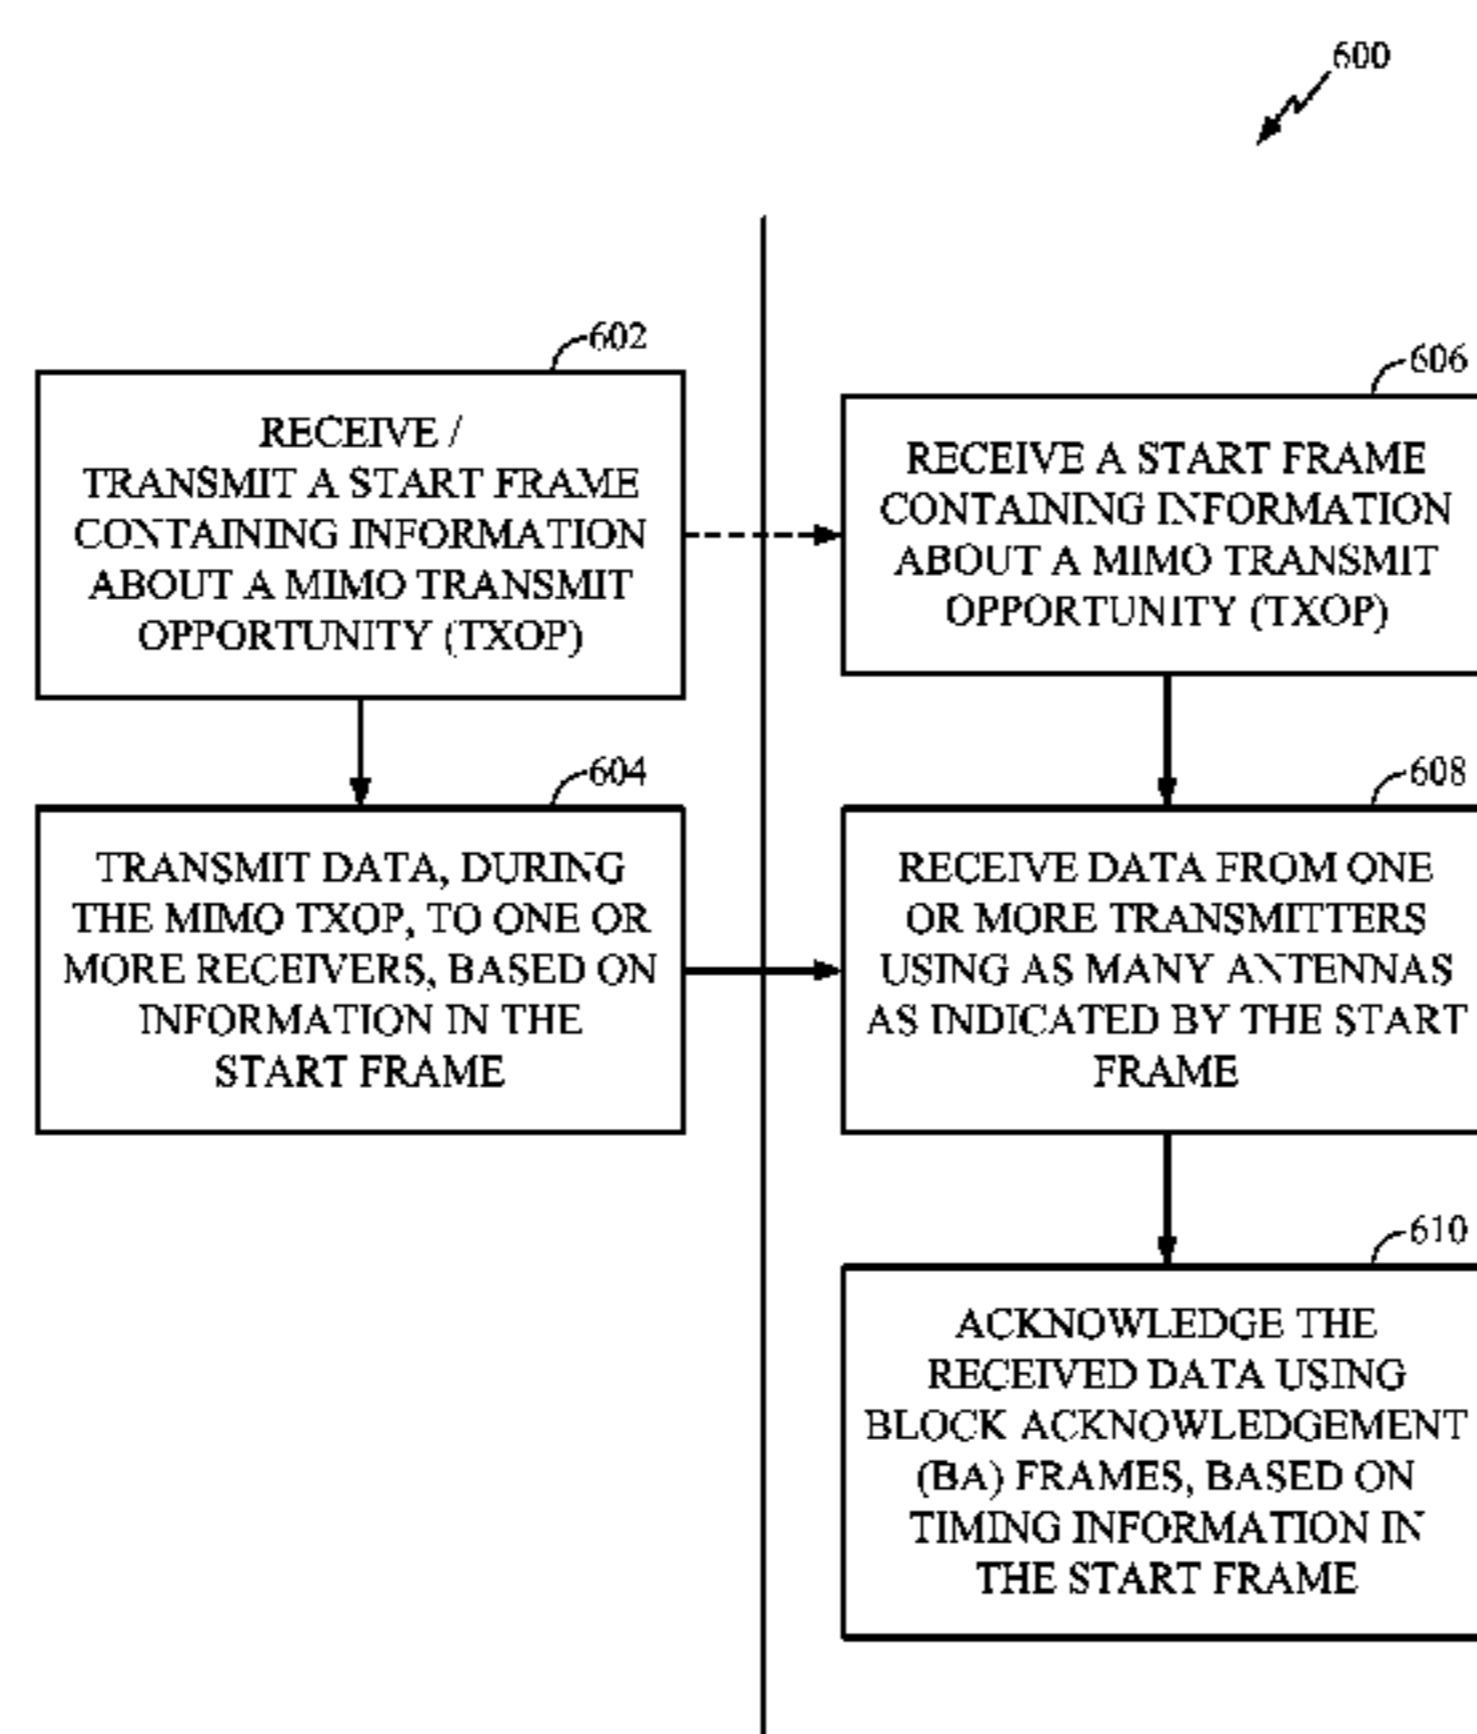 600
602
RECEIVE /
TRANSMIT A START FRAME
CONTAINING INFORMATION
ABOUT A MIMO TRANSMIT
OPPORTUNITY (TXOP)
606
RECEIVE A START FRAME
CONTAINING INFORMATION
ABOUT A MIMO TRANSMIT
OPPORTUNITY (TXOP)
604
TRANSMIT DATA, DURING
THE MIMO TXOP, TO ONE OR
MORE RECEIVERS, BASED ON
INFORMATION IN THE
START FRAME
608
RECEIVE DATA FROM ONE
OR MORE TRANSMITTERS
USING AS MANY ANTENNAS
AS INDICATED BY THE START
FRAME
610
ACKNOWLEDGE THE
RECEIVED DATA USING
BLOCK ACKNOWLEDGEMENT
(BA) FRAMES, BASED ON
TIMING INFORMATION IN
THE START FRAME